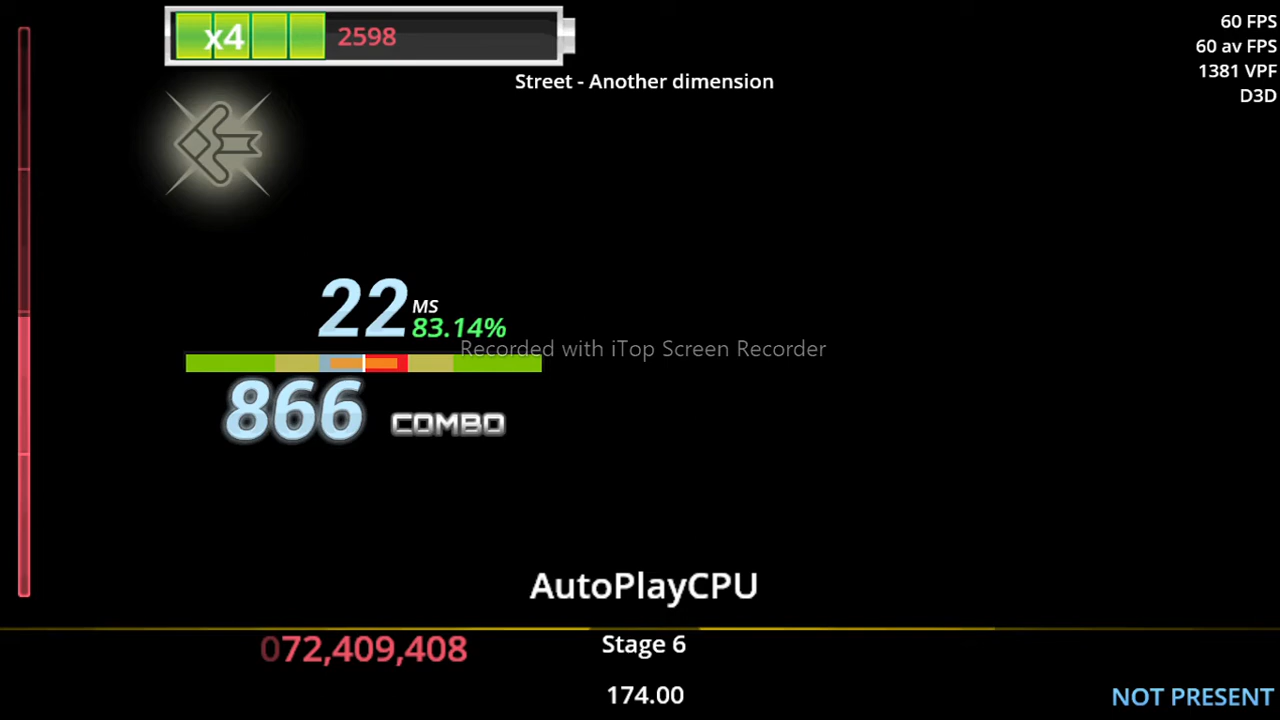 x4 2598
60 FPS
60 av FPS
1381 VPF
D3D
Street - Another dimension
22 MS
83.14%
Recorded with iTop Screen Recorder
866 COMBO
AutoPlayCPU
072,409,408
Stage 6
174.00
NOT PRESENT